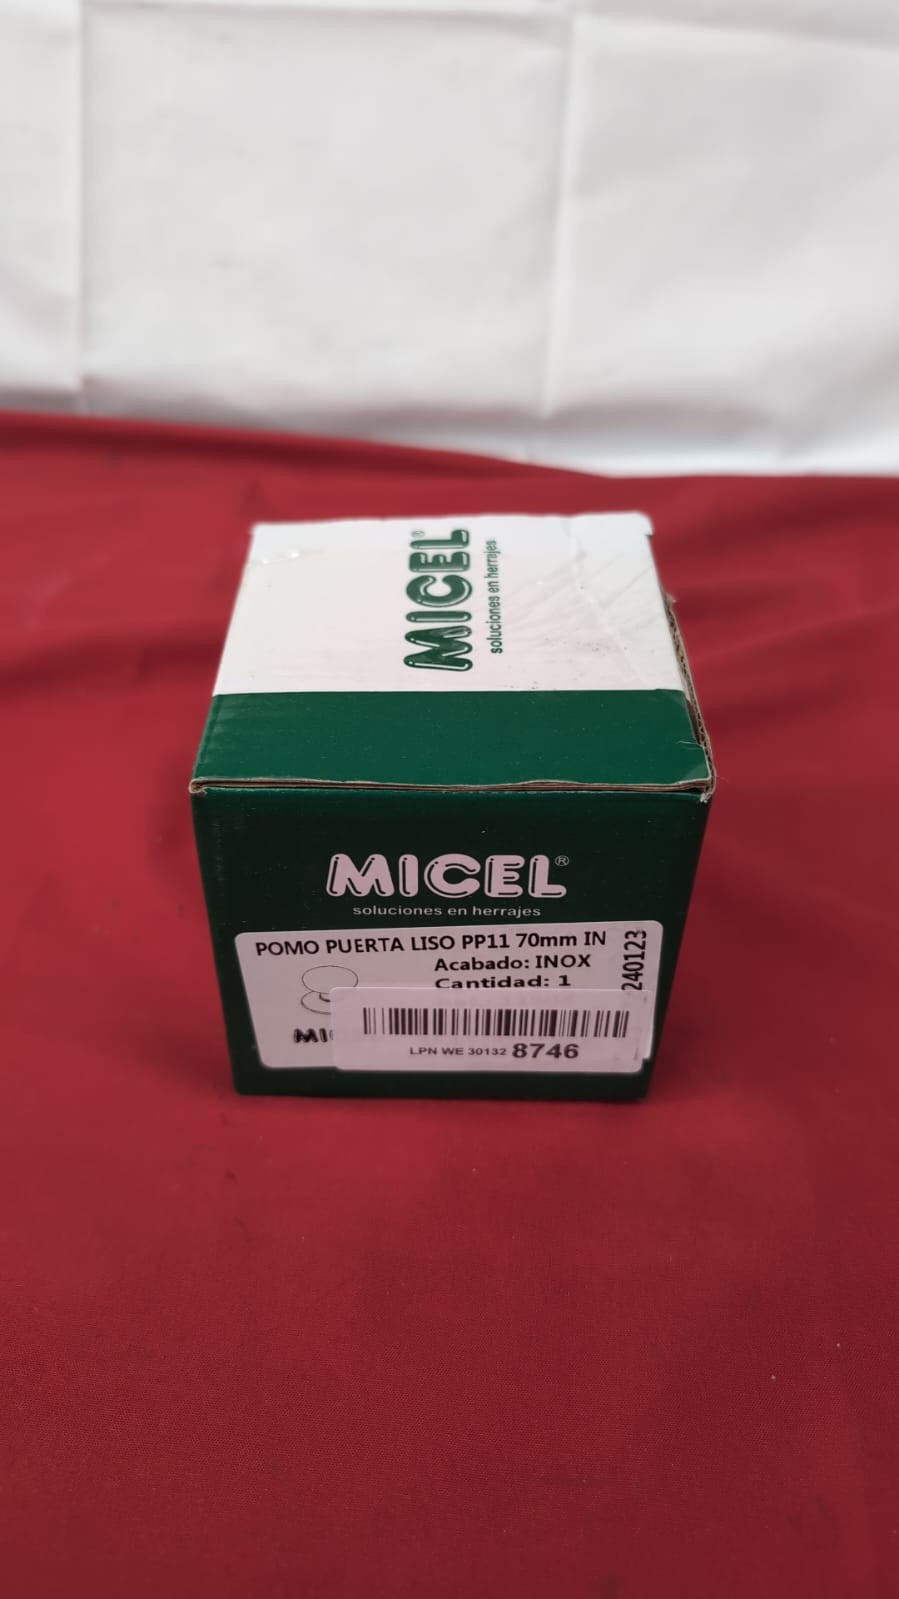 MICEL®
soluciones en herrajes
MICEL®
soluciones en herrajes
POMO PUERTA LISO PP11 70mm IN
Acabado: INOX
Cantidad: 1
240123
LPN WE 30132 8746